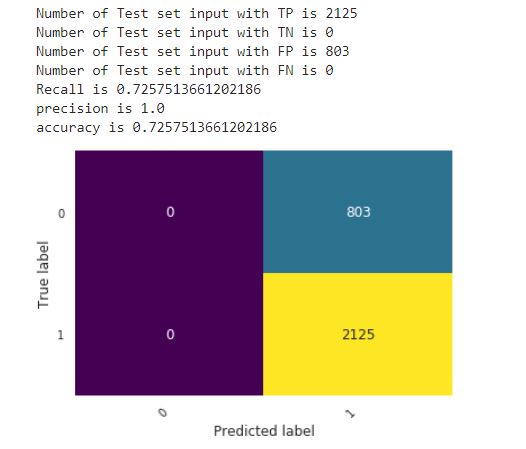 Number of Test set input with TP is 2125
Number of Test set input with TN is 0
Number of Test set input with FP is 803
Number of Test set input with FN is 0
Recall is 0.7257513661202186
precision is 1.0
accuracy is 0.7257513661202186
0 0 803
True label
1 0 2125
0 1
Predicted label